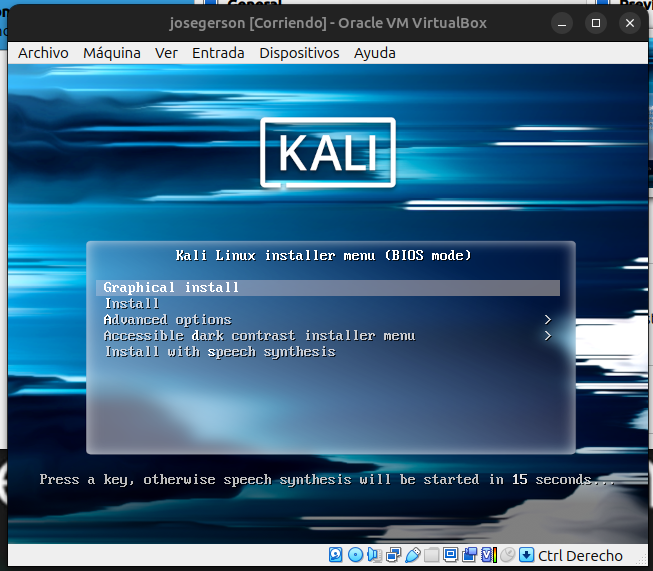 General
josegerson [Corriendo] - Oracle VM VirtualBox
Archivo Máquina Ver Entrada Dispositivos Ayuda
KALI
Kali Linux installer menu (BIOS mode)
Graphical install
Install
Advanced options >
Accessible dark contrast installer menu >
Install with speech synthesis
Press a key, otherwise speech synthesis will be started in 15 seconds...
Ctrl Derecho